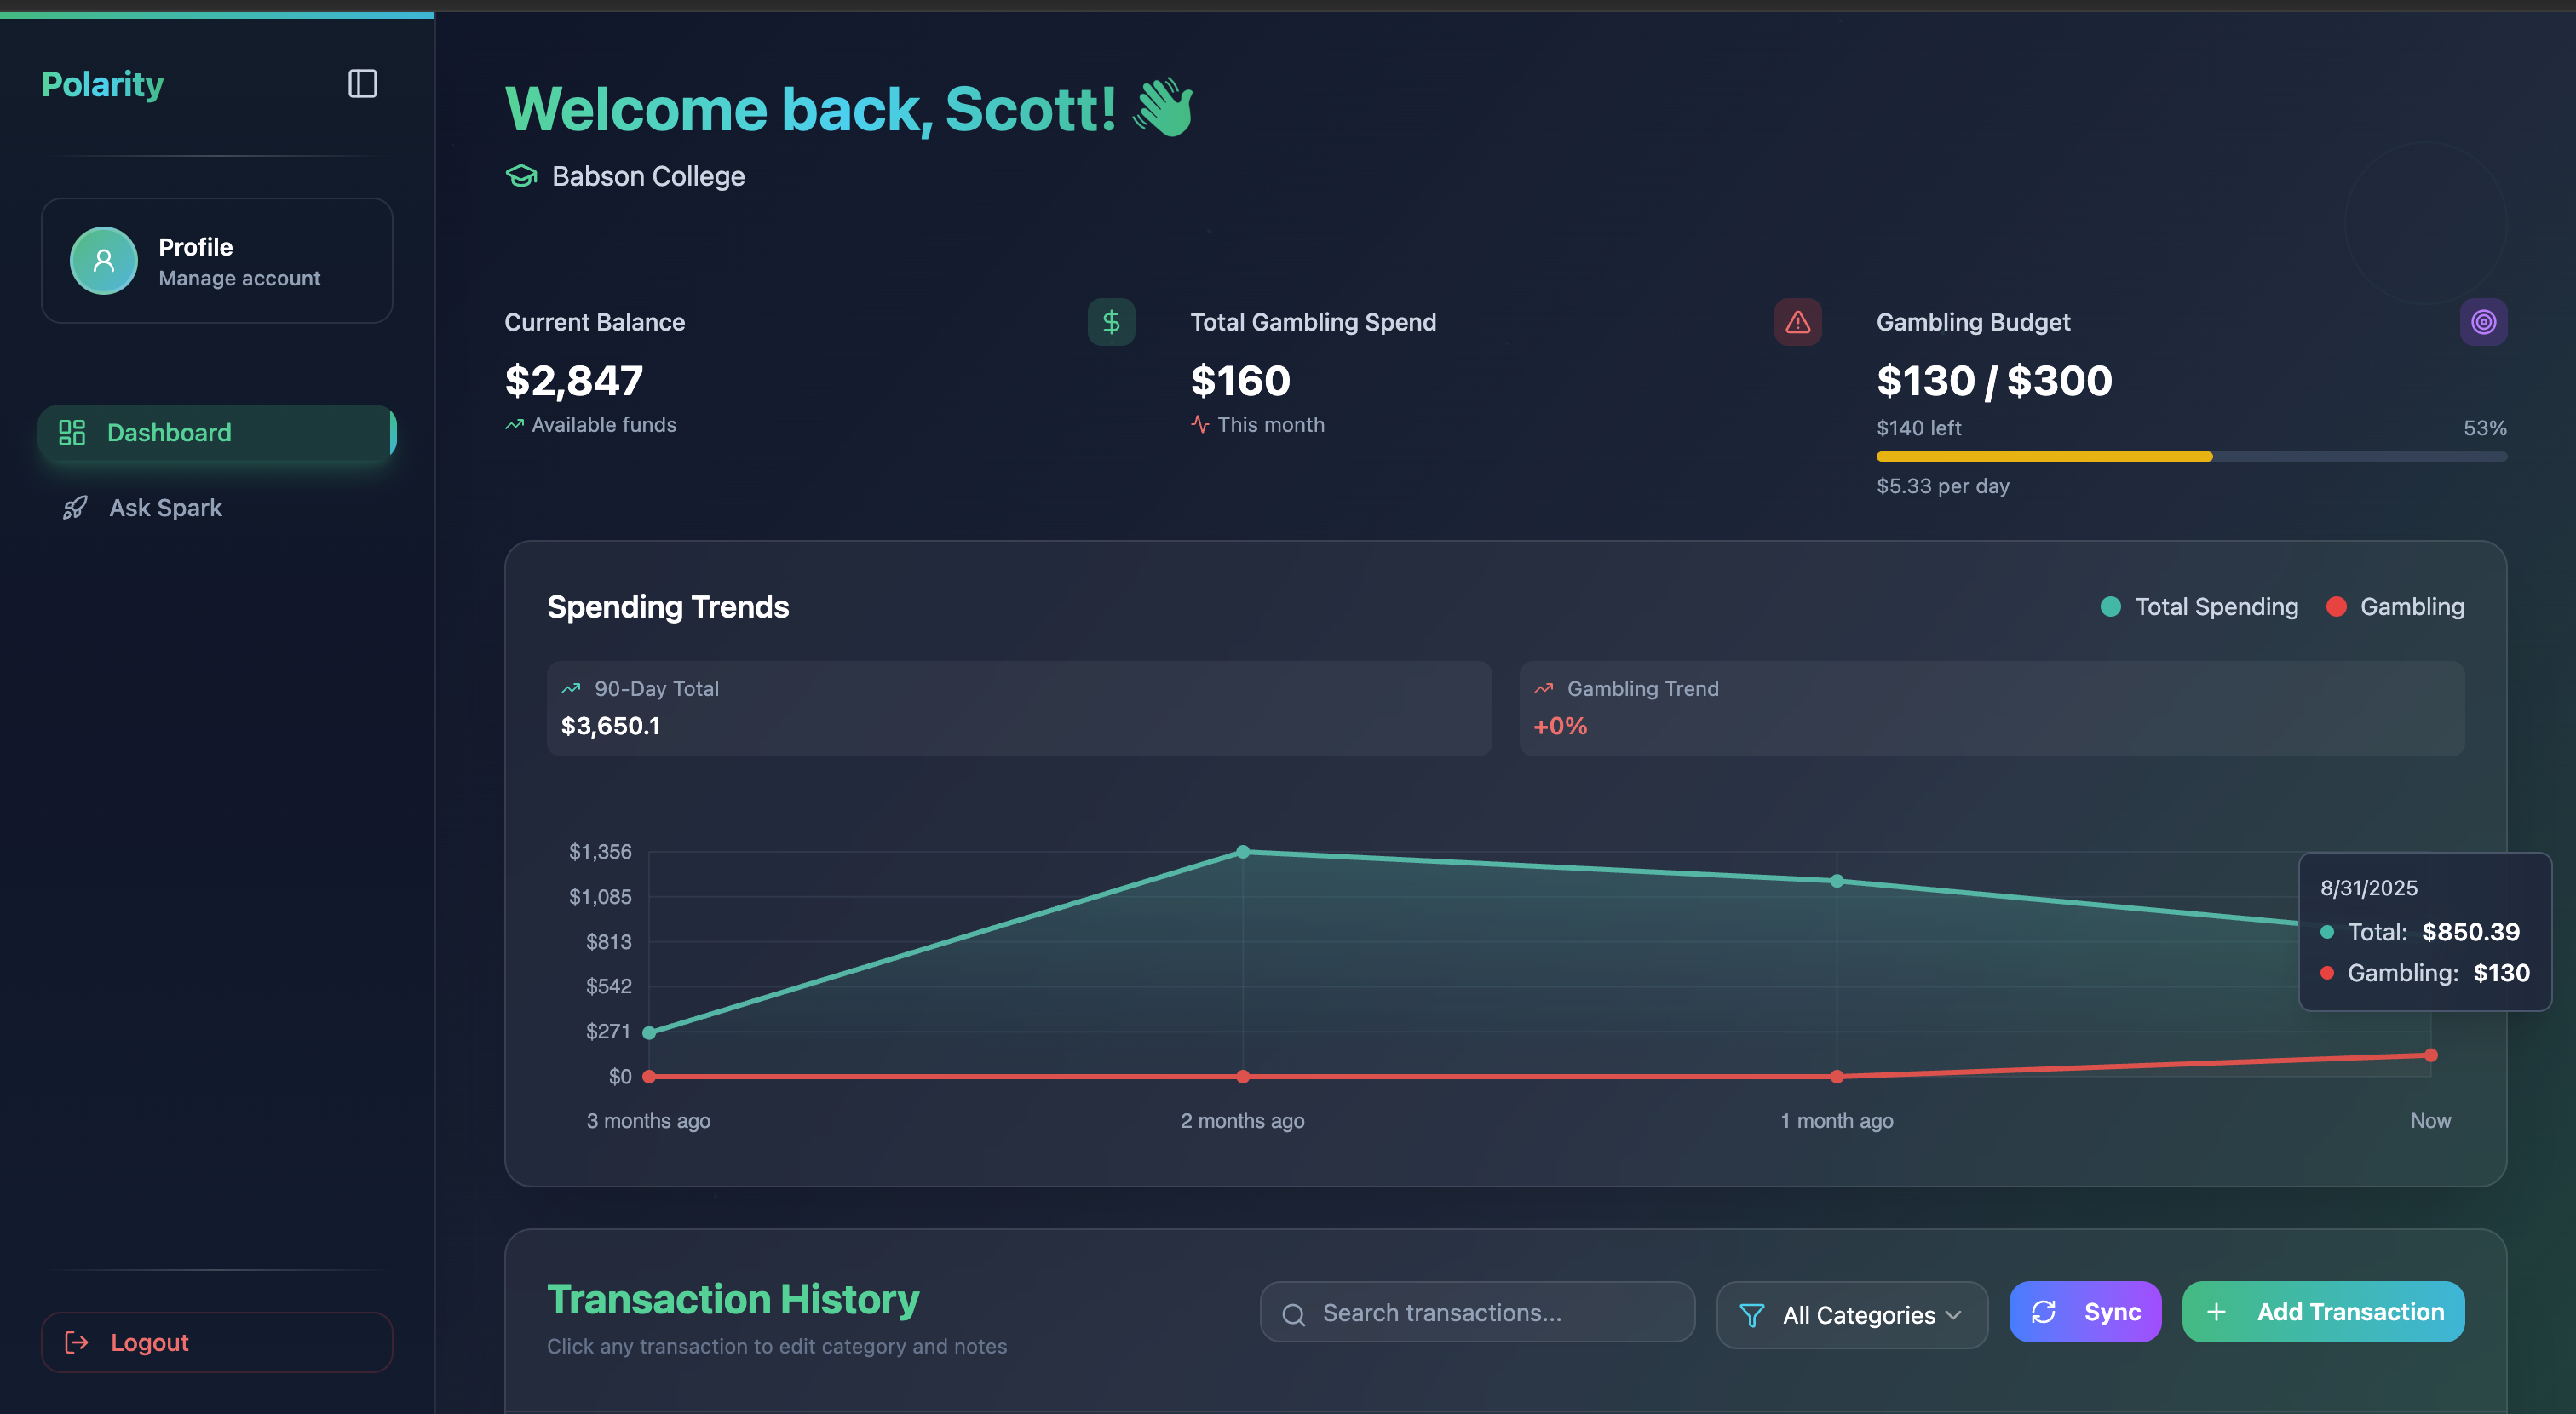 Polarity
Profile
Manage account
Dashboard
Ask Spark
Logout
Welcome back, Scott! 👋
Babson College
Current Balance
$2,847
Available funds
Total Gambling Spend
$160
This month
Gambling Budget
$130 / $300
$140 left
53%
$5.33 per day
Spending Trends
Total Spending
Gambling
90-Day Total
$3,650.1
Gambling Trend
+0%
$1,356
$1,085
$813
$542
$271
$0
3 months ago
2 months ago
1 month ago
Now
8/31/2025
Total: $850.39
Gambling: $130
Transaction History
Click any transaction to edit category and notes
Search transactions...
All Categories
Sync
Add Transaction